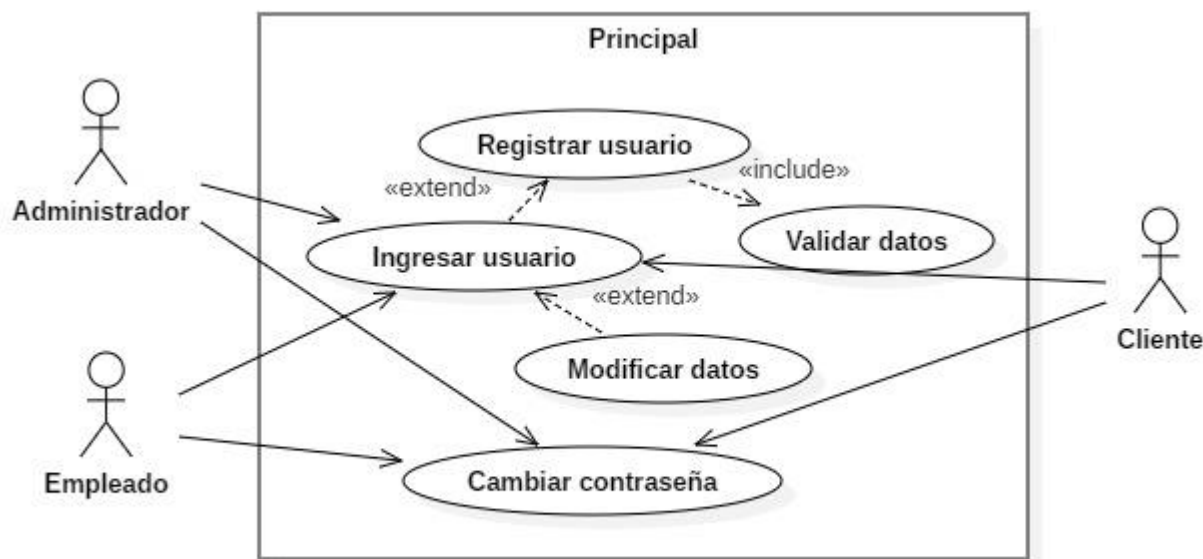 Principal
Registrar usuario
«extend»
«include»
Administrador
Ingresar usuario
Validar datos
«extend»
Cliente
Modificar datos
Empleado
Cambiar contraseña